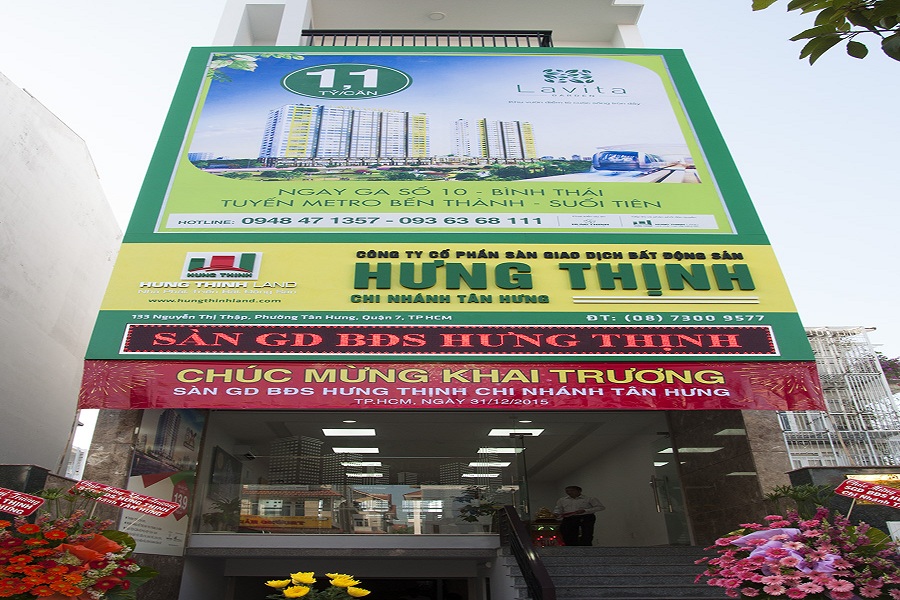 1,1
TỶ/CĂN
Lavita
GARDEN
NGAY GA SỐ 10 - BÌNH THÁI
TUYẾN METRO BẾN THÀNH - SUỐI TIÊN
HOTLINE: 0948 47 1357 - 093 63 68 111
HUNG THINH
HUNG THINH LAND
www.hungthinhland.com
CÔNG TY CỔ PHẦN SÀN GIAO DỊCH BẤT ĐỘNG SẢN
HƯNG THỊNH
CHI NHÁNH TÂN HƯNG
133 Nguyễn Thị Thập, Phường Tân Hưng, Quận 7, TP HCM
ĐT: (08) 7300 9577
SÀN GD BĐS HƯNG THỊNH
CHÚC MỪNG KHAI TRƯƠNG
SÀN GD BĐS HƯNG THỊNH CHI NHÁNH TÂN HƯNG
TP.HCM, NGÀY 31/12/2015